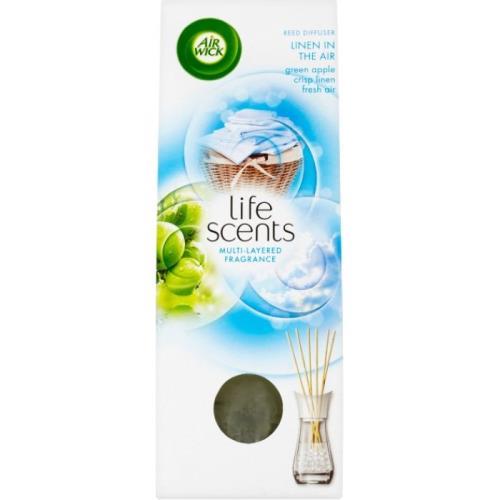 AIR
WICK
REED DIFFUSER
LINEN IN
THE AIR
green apple
crisp linen
fresh air
life
scents
MULTI-LAYERED
FRAGRANCE